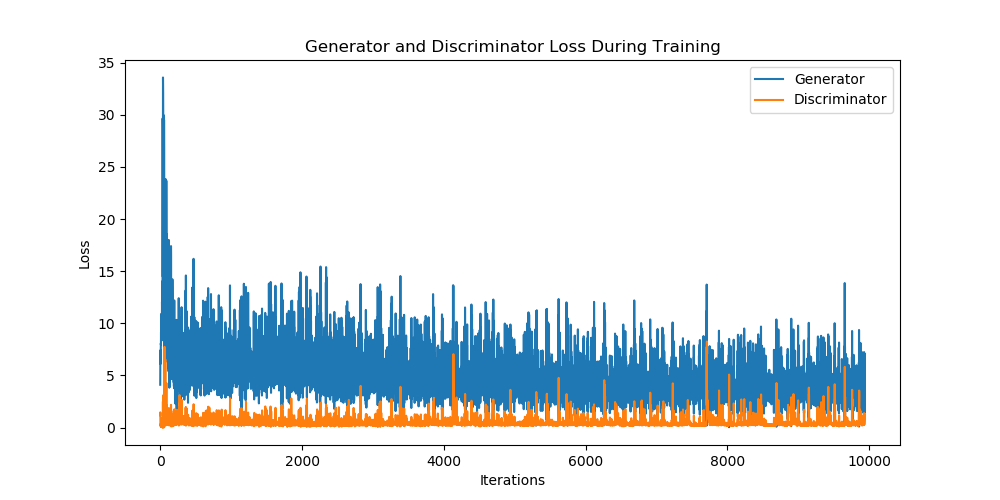 Generator and Discriminator Loss During Training
35
30
25
20
15
10
5
0
Loss
Generator
Discriminator
0 2000 4000 6000 8000 10000
Iterations